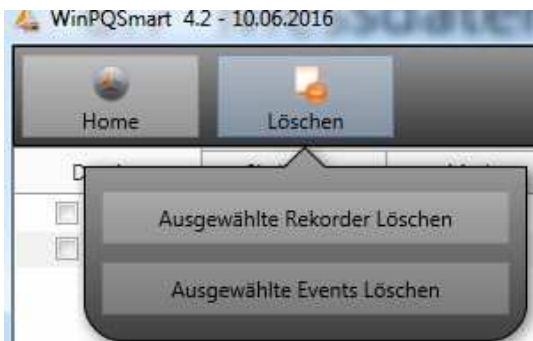 WinPQSmart 4.2 - 10.06.2016
Home
Löschen
Ausgewählte Rekorder Löschen
Ausgewählte Events Löschen